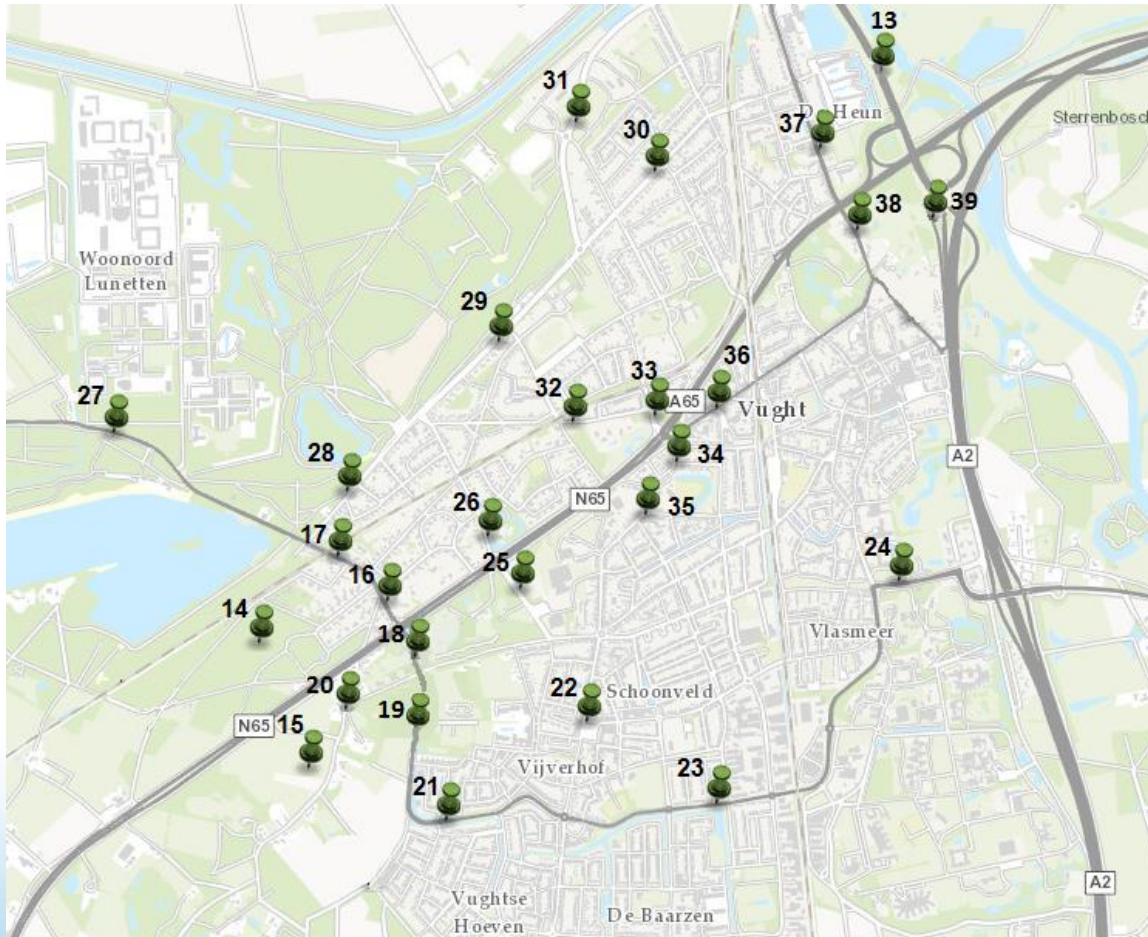 13
31
30
37
De Heun
Sterrenbosch
38
39
Woonoord
Lunetten
29
27
32
33
A65
36
Vught
34
28
A2
N65
35
26
17
25
24
16
14
18
Vlasmeer
20
22
Schoonveld
19
N65
15
Vijverhof
23
21
A2
Vughtse
Hoeven
De Baarzen